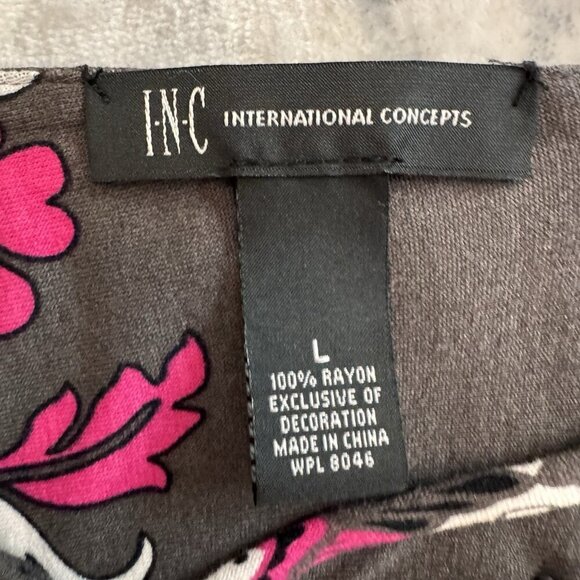 I·N·C INTERNATIONAL CONCEPTS
L
100% RAYON
EXCLUSIVE OF
DECORATION
MADE IN CHINA
WPL 8046